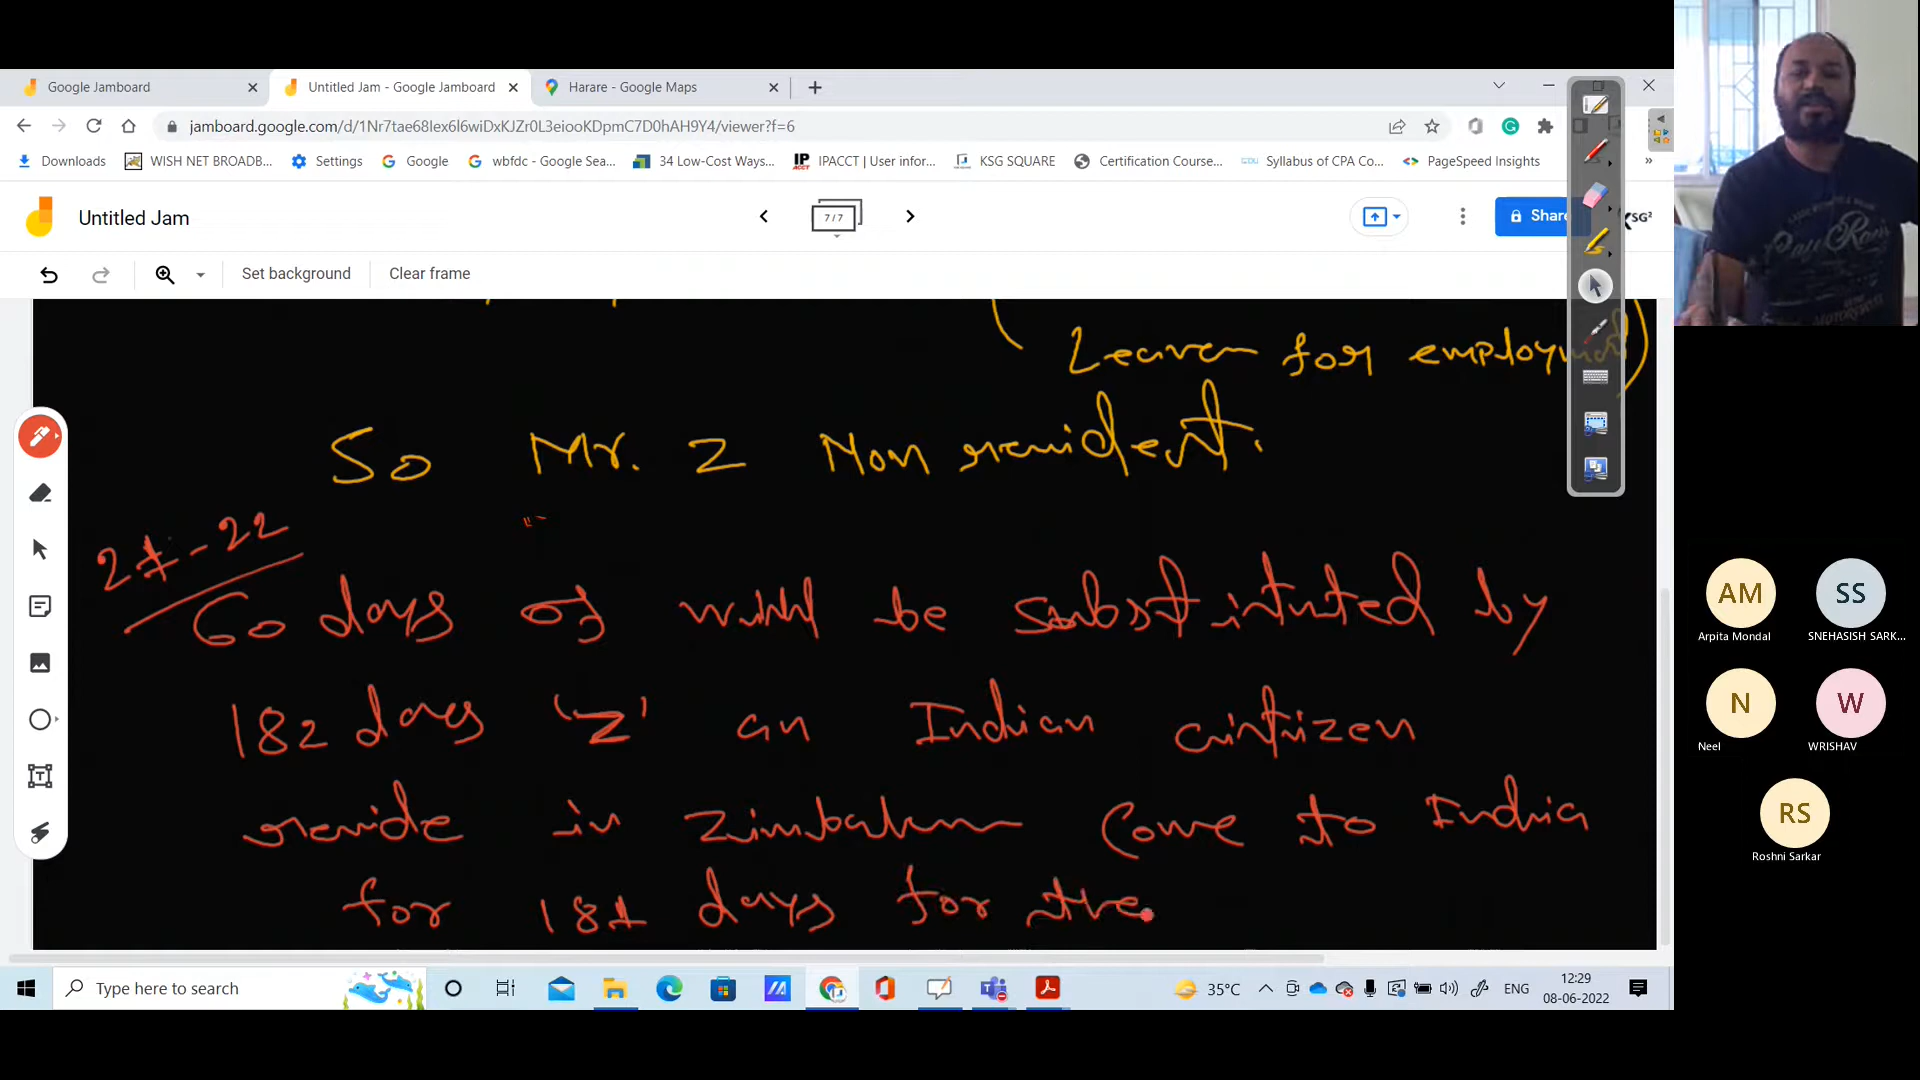 Google Jamboard
Untitled Jam - Google Jamboard
Harare - Google Maps
jamboard.google.com/d/1Nr7tae68Iex6l6wiDxKJZr0L3eiooKDpmC7D0hAH9Y4/viewer?f=6
Downloads
WISH NET BROADB...
Settings
Google
wbfdc - Google Sea...
34 Low-Cost Ways...
IPACCT | User infor...
KSG SQUARE
Certification Course...
Syllabus of CPA Co...
PageSpeed Insights
»
Untitled Jam
7/7
Share
KSG²
Set background
Clear frame
for employment
So Mr. Z Non resident.
21-22
60 days of will be substituted by
182 days 'Z' an Indian citizen
reside in Zimbabwe Come to India
for 181 days for the
AM
Arpita Mondal
SS
SNEHASISH SARK...
N
Neel
W
WRISHAV
RS
Roshni Sarkar
Type here to search
35°C
ENG
12:29
08-06-2022